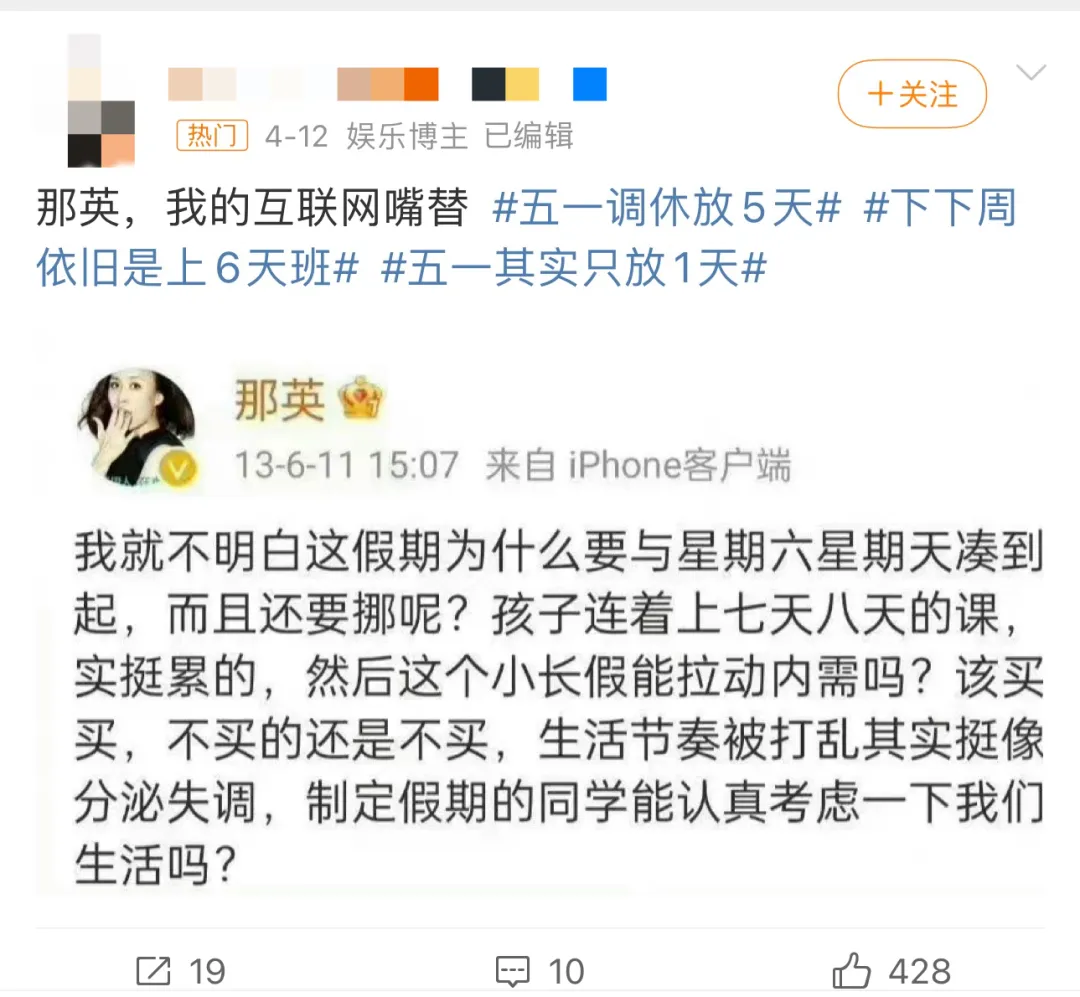 +关注
热门 4-12 娱乐博主 已编辑
那英，我的互联网嘴替 #五一调休放5天# #下下周
依旧是上6天班# #五一其实只放1天#
那英
13-6-11 15:07 来自 iPhone客户端
我就不明白这假期为什么要与星期六星期天凑到
起，而且还要挪呢？孩子连着上七天八天的课，
实挺累的，然后这个小长假能拉动内需吗？该买
买，不买的还是不买，生活节奏被打乱其实挺像
分泌失调，制定假期的同学能认真考虑一下我们
生活吗？
19 10 428